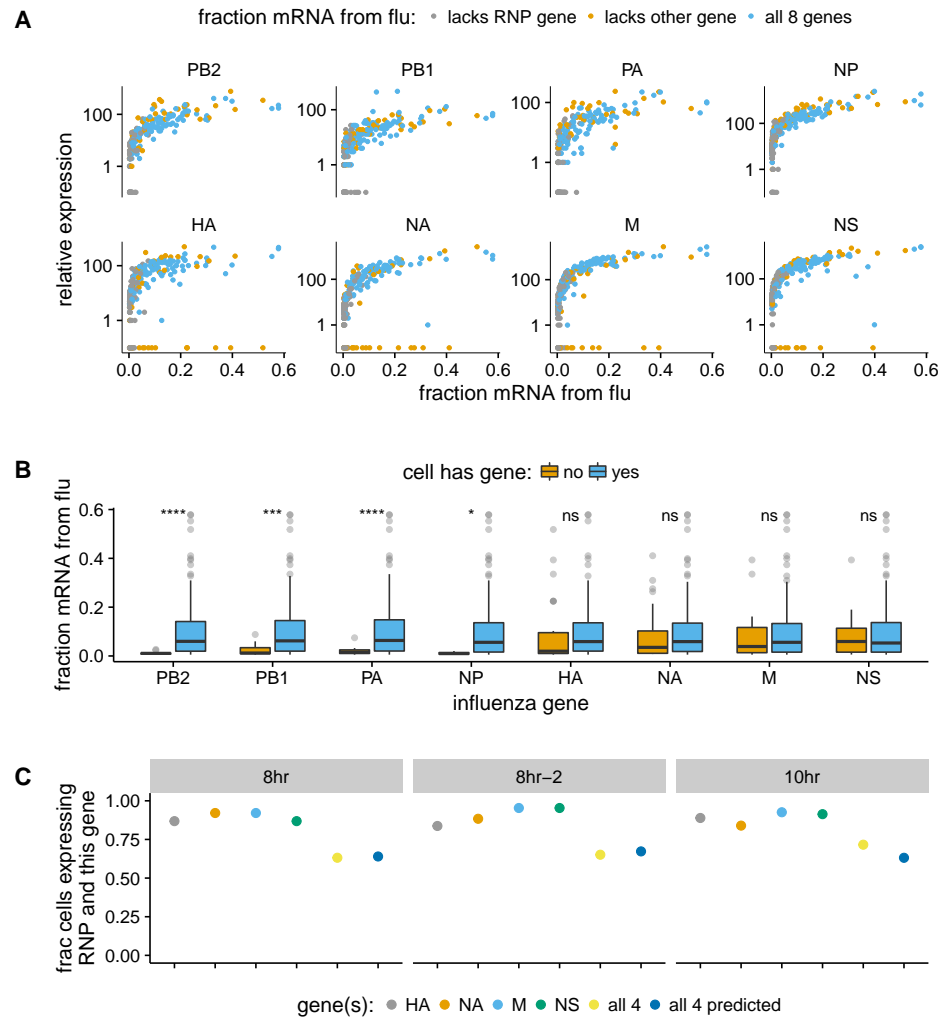 A
fraction mRNA from flu: lacks RNP gene lacks other gene all 8 genes
PB2 PB1 PA NP
100 100 100 100
1 1 1 1
HA NA M NS
100 100 100 100
1 1 1 1
0.0 0.2 0.4 0.6 0.0 0.2 0.4 0.6 0.0 0.2 0.4 0.6 0.0 0.2 0.4 0.6
relative expression
fraction mRNA from flu
B
cell has gene: no yes
fraction mRNA from flu
0.6
0.4
0.2
0.0
**** *** **** * ns ns ns ns
PB2 PB1 PA NP HA NA M NS
influenza gene
C
8hr 8hr−2 10hr
frac cells expressing
RNP and this gene
1.00
0.75
0.50
0.25
0.00
gene(s): HA NA M NS all 4 all 4 predicted